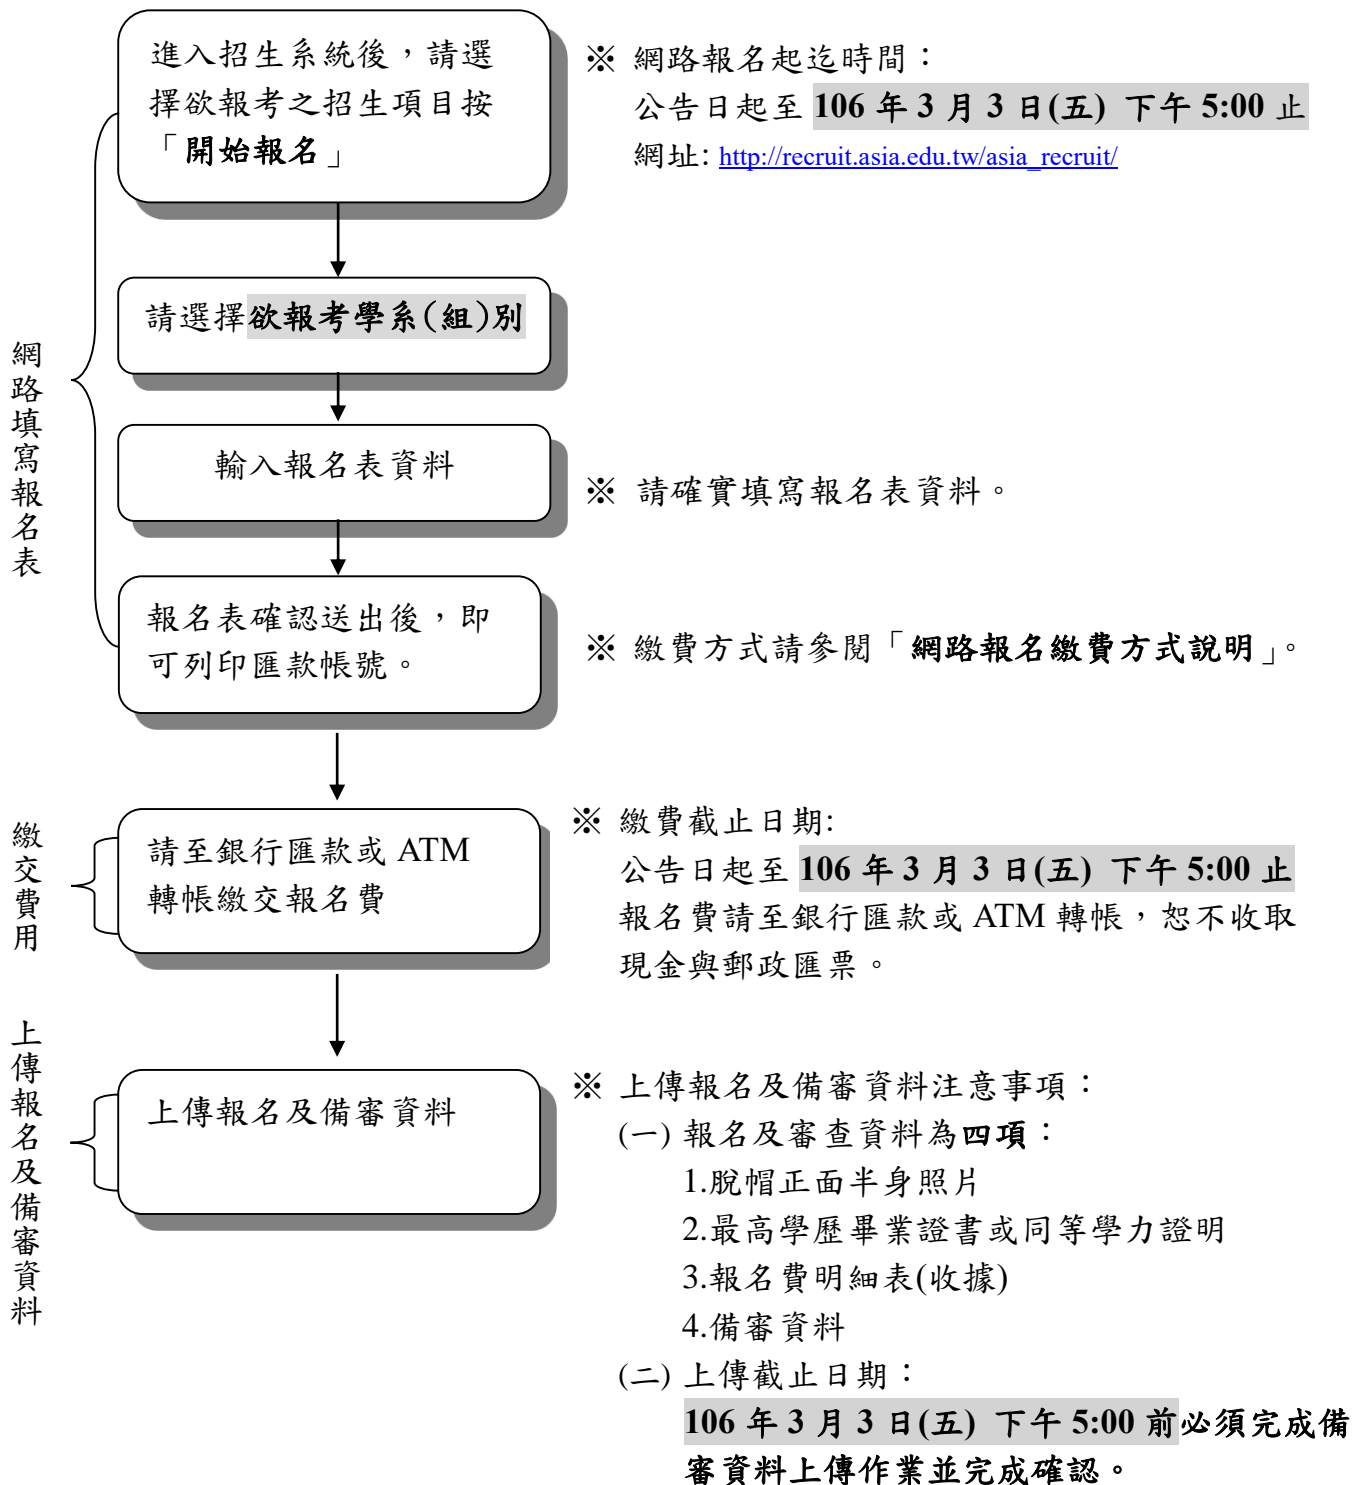 進入招生系統後，請選
擇欲報考之招生項目按
「開始報名」
※ 網路報名起迄時間：
公告日起至 106 年 3 月 3 日(五) 下午 5:00 止
網址: http://recruit.asia.edu.tw/asia_recruit/
請選擇欲報考學系(組)別
網路填寫報名表
輸入報名表資料
※ 請確實填寫報名表資料。
報名表確認送出後，即
可列印匯款帳號。
※ 繳費方式請參閱「網路報名繳費方式說明」。
繳交費用
請至銀行匯款或 ATM
轉帳繳交報名費
※ 繳費截止日期:
公告日起至 106 年 3 月 3 日(五) 下午 5:00 止
報名費請至銀行匯款或 ATM 轉帳，恕不收取
現金與郵政匯票。
上傳報名及備審資料
上傳報名及備審資料
※ 上傳報名及備審資料注意事項：
(一) 報名及審查資料為四項：
1.脫帽正面半身照片
2.最高學歷畢業證書或同等學力證明
3.報名費明細表(收據)
4.備審資料
(二) 上傳截止日期：
106 年 3 月 3 日(五) 下午 5:00 前必須完成備
審資料上傳作業並完成確認。